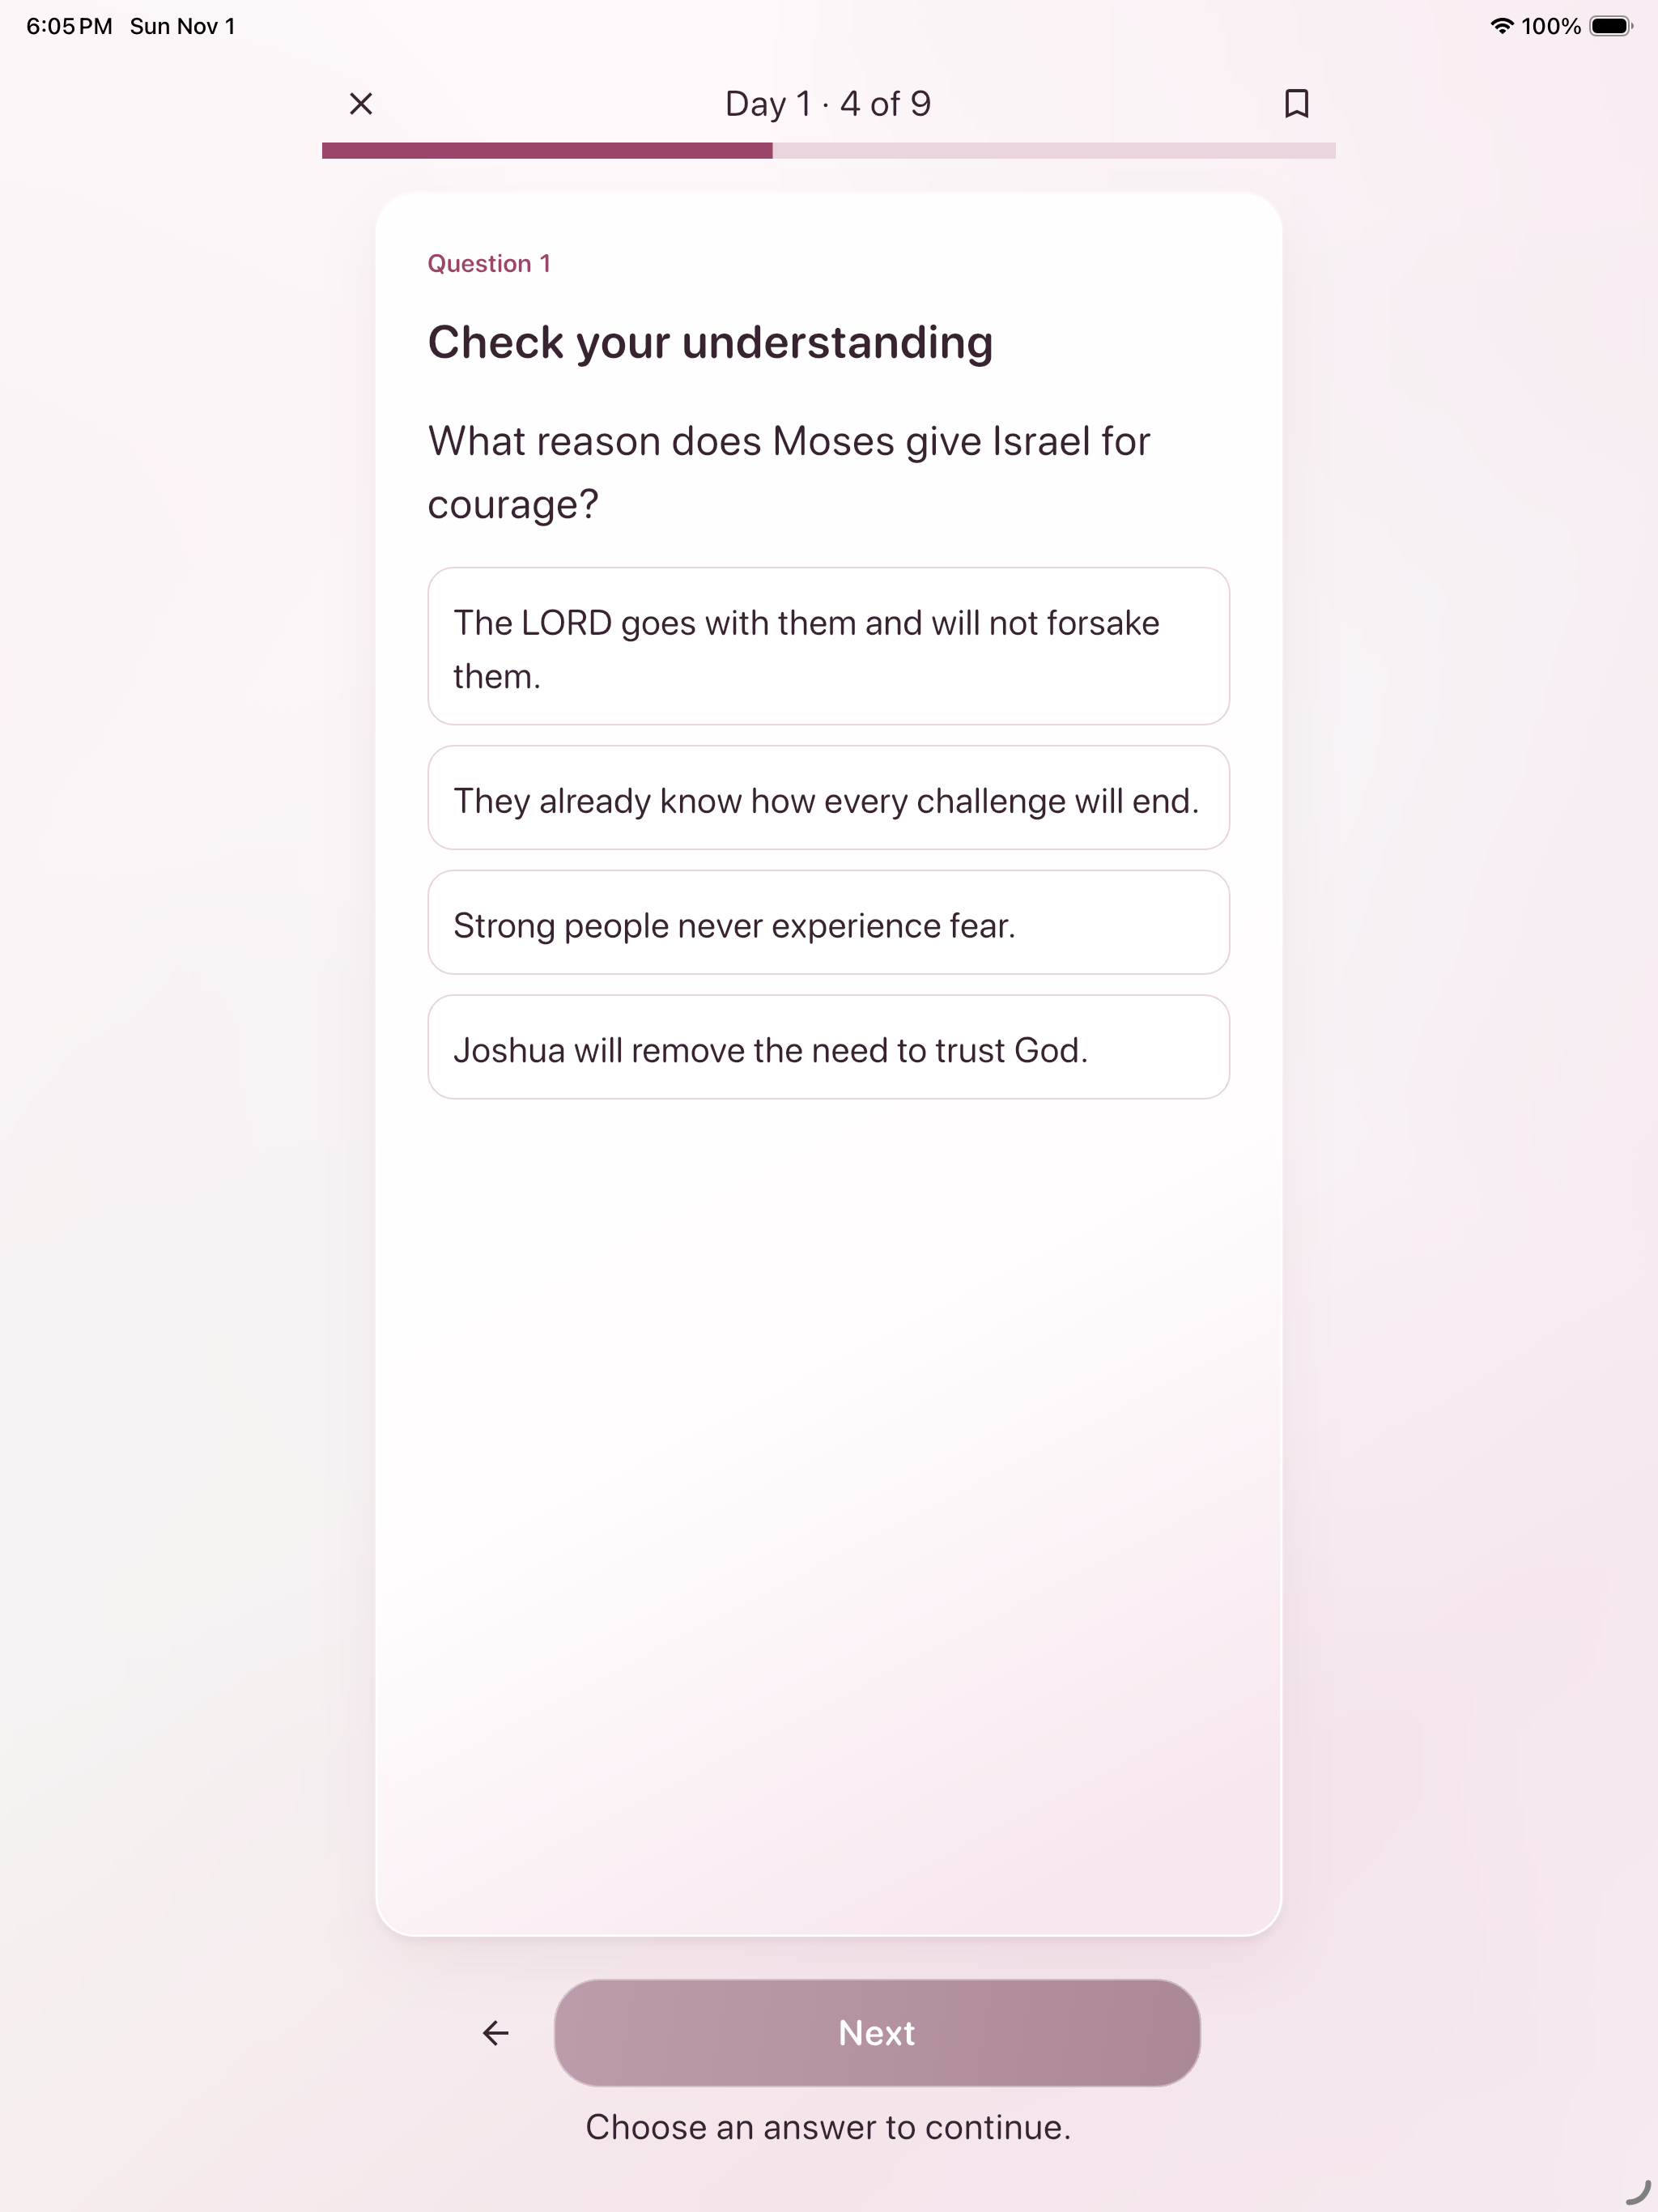 6:05 PM Sun Nov 1
100%
Day 1 · 4 of 9
Question 1
Check your understanding
What reason does Moses give Israel for
courage?
The LORD goes with them and will not forsake
them.
They already know how every challenge will end.
Strong people never experience fear.
Joshua will remove the need to trust God.
Next
Choose an answer to continue.